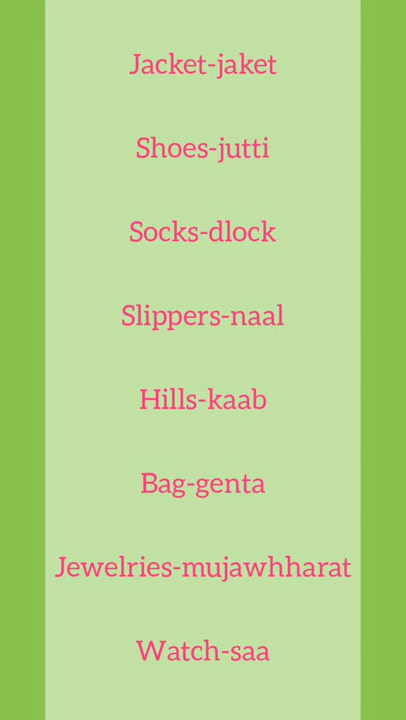 Jacket-jaket
Shoes-jutti
Socks-dlock
Slippers-naal
Hills-kaab
Bag-genta
Jewelries-mujawhharat
Watch-saa